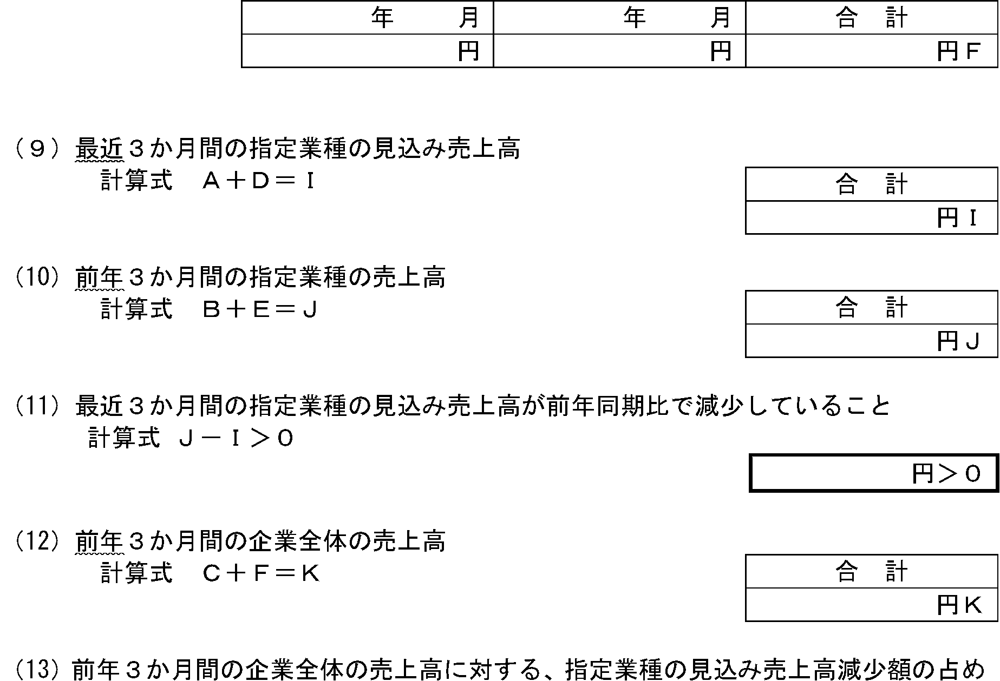 年　月　年　月　合　計
円　円　円Ｆ
（９）最近３か月間の指定業種の見込み売上高
計算式　Ａ＋Ｄ＝Ｉ
合　計
円Ｉ
（10）前年３か月間の指定業種の売上高
計算式　Ｂ＋Ｅ＝Ｊ
合　計
円Ｊ
（11）最近３か月間の指定業種の見込み売上高が前年同期比で減少していること
計算式　Ｊ－Ｉ＞０
円＞０
（12）前年３か月間の企業全体の売上高
計算式　Ｃ＋Ｆ＝Ｋ
合　計
円Ｋ
（13）前年３か月間の企業全体の売上高に対する、指定業種の見込み売上高減少額の占め